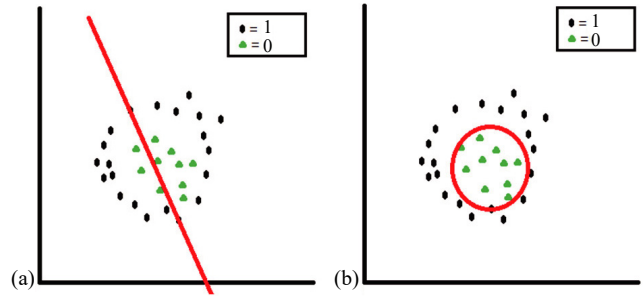 = 1
= 0
= 1
= 0
(a)
(b)